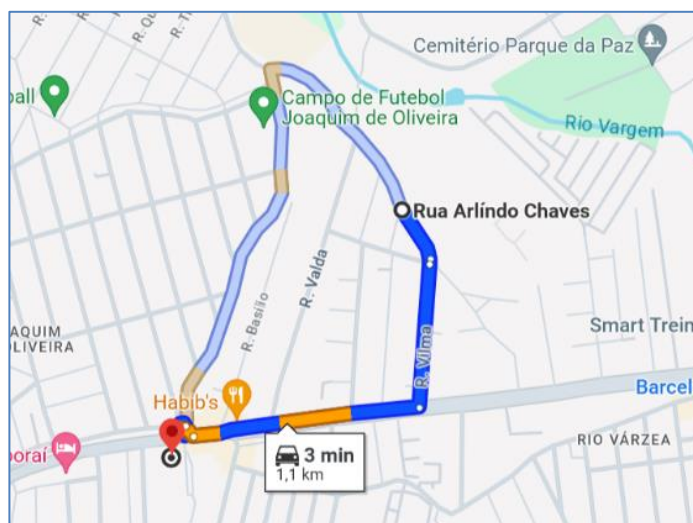 Cemitério Parque da Paz
Campo de Futebol
Joaquim de Oliveira
Rio Vargem
Rua Arlíndo Chaves
R. Valda
R. Basílio
R. Vilma
OLIVEIRA
Smart Trein
Habib's
Barcel
3 min
1,1 km
RIO VÁRZEA